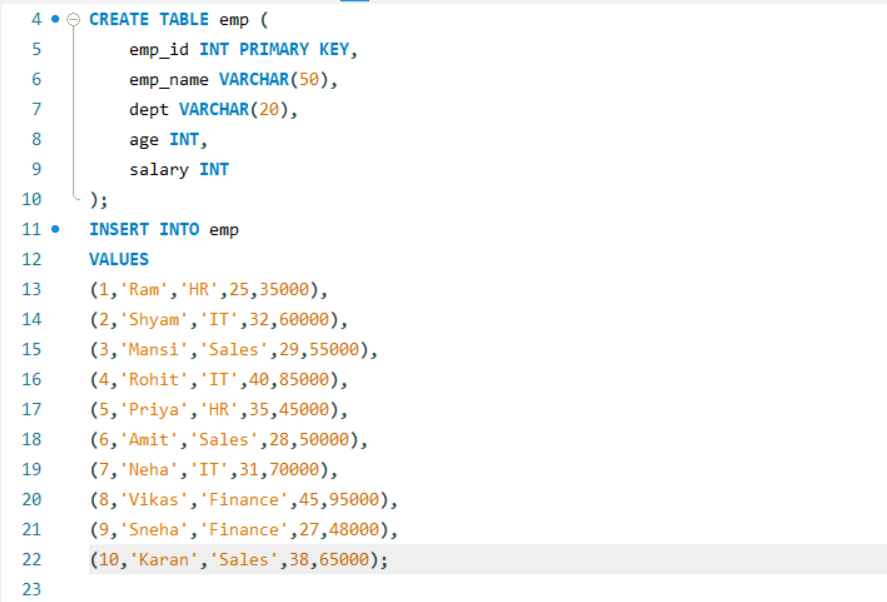 4 CREATE TABLE emp (
5 emp_id INT PRIMARY KEY,
6 emp_name VARCHAR(50),
7 dept VARCHAR(20),
8 age INT,
9 salary INT
10 );
11 INSERT INTO emp
12 VALUES
13 (1,'Ram','HR',25,35000),
14 (2,'Shyam','IT',32,60000),
15 (3,'Mansi','Sales',29,55000),
16 (4,'Rohit','IT',40,85000),
17 (5,'Priya','HR',35,45000),
18 (6,'Amit','Sales',28,50000),
19 (7,'Neha','IT',31,70000),
20 (8,'Vikas','Finance',45,95000),
21 (9,'Sneha','Finance',27,48000),
22 (10,'Karan','Sales',38,65000);
23